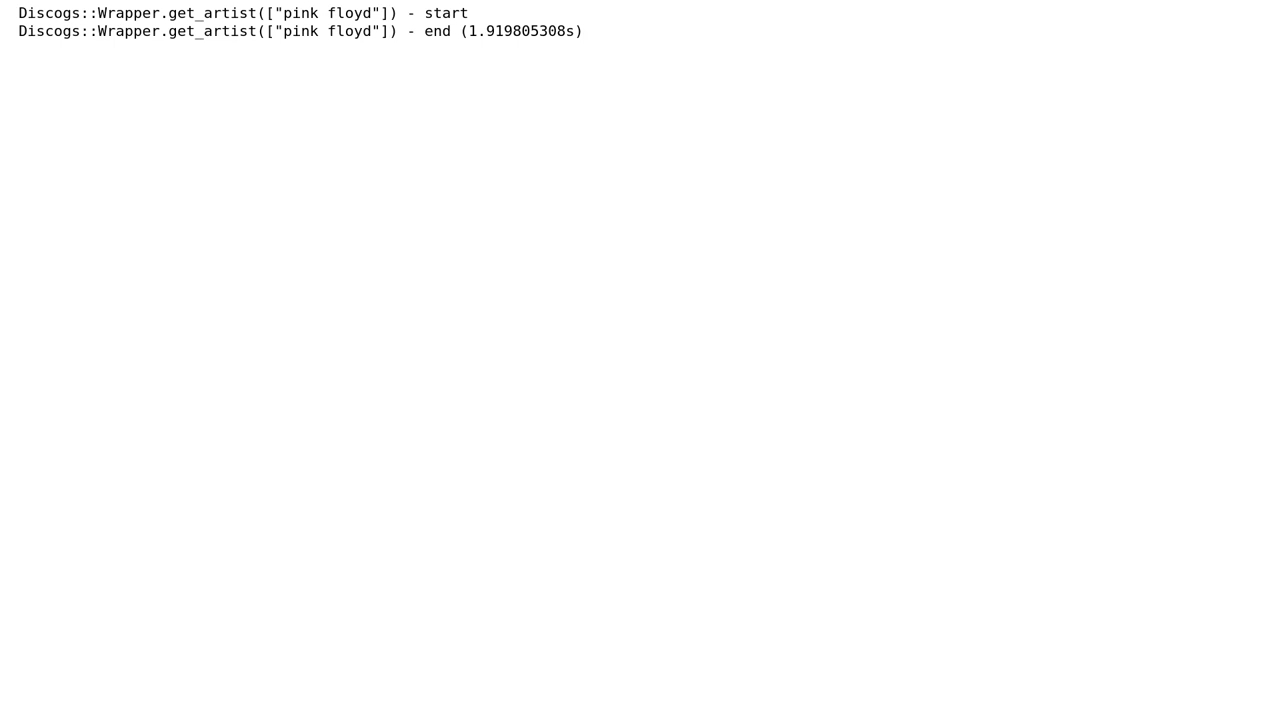 Discogs::Wrapper.get_artist(["pink floyd"]) - start
Discogs::Wrapper.get_artist(["pink floyd"]) - end (1.919805308s)